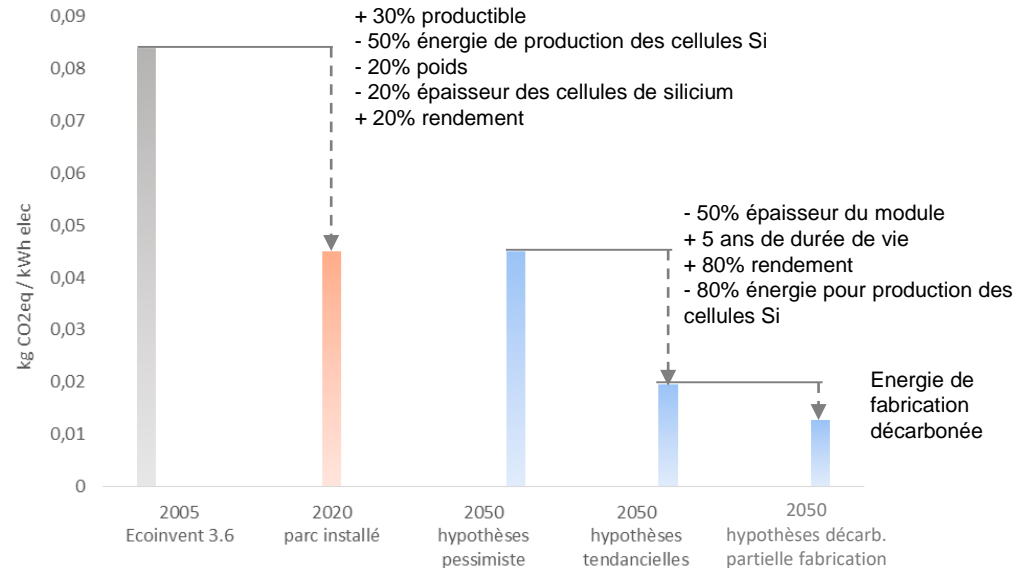 0,09
0,08
0,07
0,06
0,05
0,04
0,03
0,02
0,01
0
kg CO2eq / kWh elec
+ 30% productible
- 50% énergie de production des cellules Si
- 20% poids
- 20% épaisseur des cellules de silicium
+ 20% rendement
- 50% épaisseur du module
+ 5 ans de durée de vie
+ 80% rendement
- 80% énergie pour production des
cellules Si
Energie de
fabrication
décarbonée
2005
Ecoinvent 3.6
2020
parc installé
2050
hypothèses
pessimiste
2050
hypothèses
tendancielles
2050
hypothèses décarb.
partielle fabrication